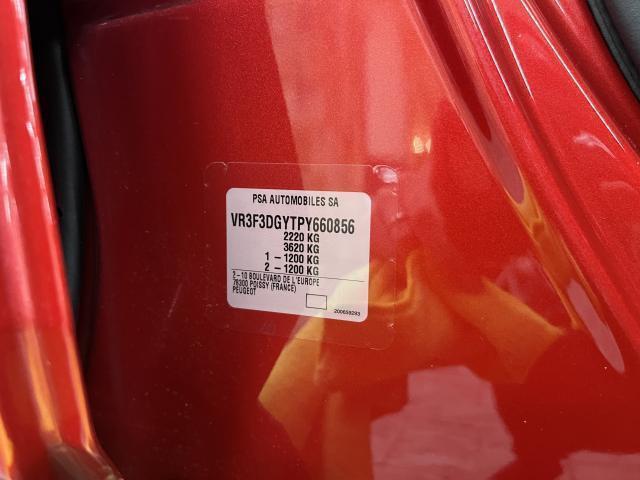 PSA AUTOMOBILES SA
VR3F3DGYTPY660856
2220 KG
3620 KG
1 – 1200 KG
2 – 1200 KG
2 – 10 BOULEVARD DE L'EUROPE
78300 POISSY (FRANCE)
PEUGEOT
200659293